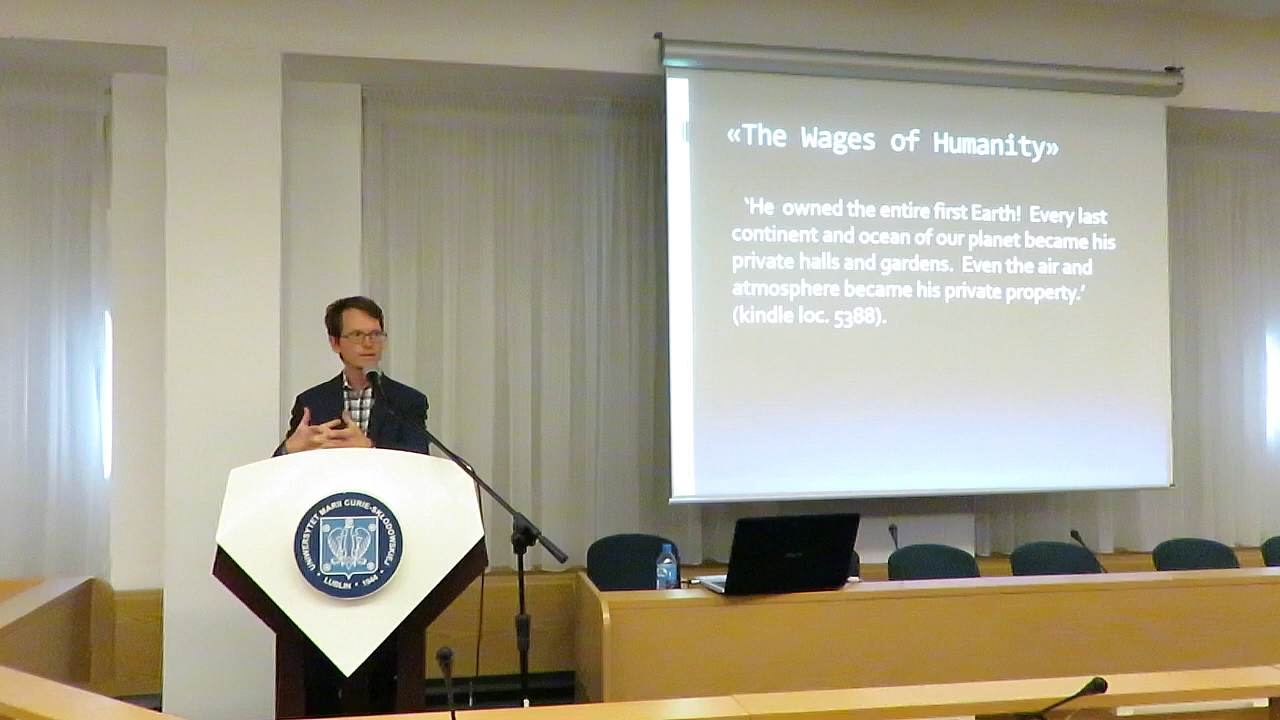 «The Wages of Humanity»
'He owned the entire first Earth! Every last
continent and ocean of our planet became his
private halls and gardens. Even the air and
atmosphere became his private property.'
(kindle loc. 5388).
UNIWERSYTET MARII CURIE-SKŁODOWSKIEJ
• LUBLIN • 1944 •